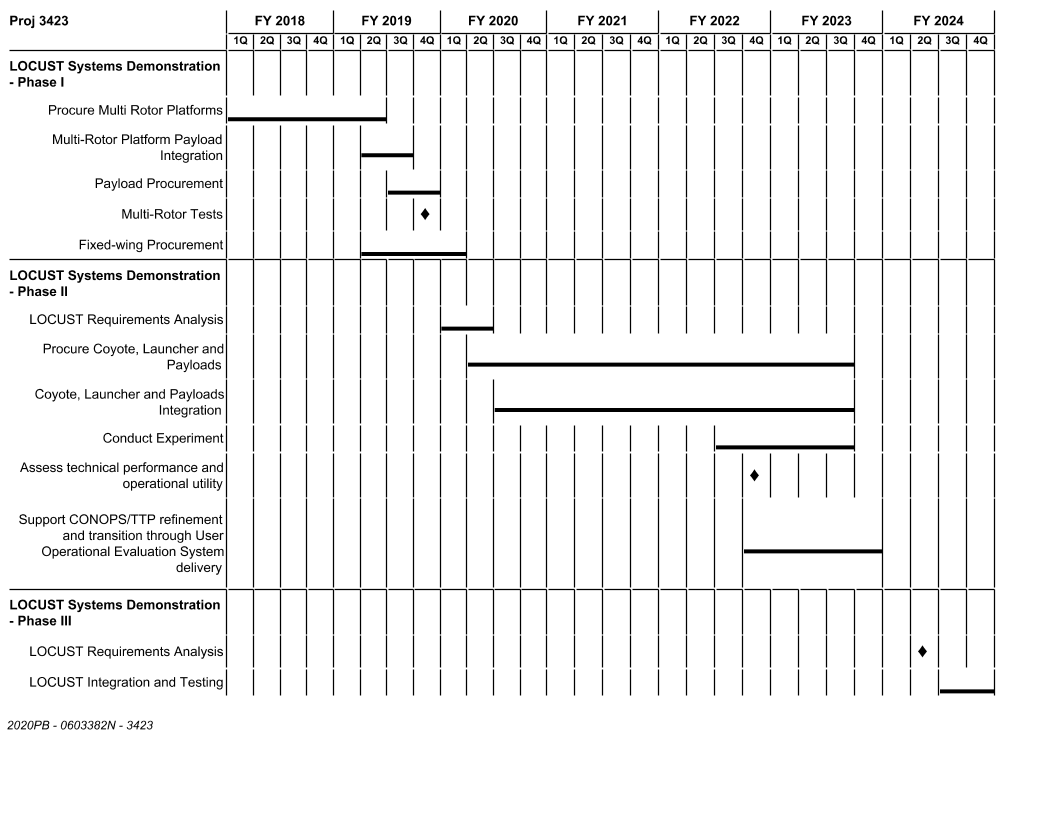 Proj 3423
FY 2018 FY 2019 FY 2020 FY 2021 FY 2022 FY 2023 FY 2024
1Q 2Q 3Q 4Q 1Q 2Q 3Q 4Q 1Q 2Q 3Q 4Q 1Q 2Q 3Q 4Q 1Q 2Q 3Q 4Q 1Q 2Q 3Q 4Q 1Q 2Q 3Q 4Q
LOCUST Systems Demonstration
- Phase I
Procure Multi Rotor Platforms
Multi-Rotor Platform Payload
Integration
Payload Procurement
Multi-Rotor Tests
Fixed-wing Procurement
LOCUST Systems Demonstration
- Phase II
LOCUST Requirements Analysis
Procure Coyote, Launcher and
Payloads
Coyote, Launcher and Payloads
Integration
Conduct Experiment
Assess technical performance and
operational utility
Support CONOPS/TTP refinement
and transition through User
Operational Evaluation System
delivery
LOCUST Systems Demonstration
- Phase III
LOCUST Requirements Analysis
LOCUST Integration and Testing
2020PB - 0603382N - 3423